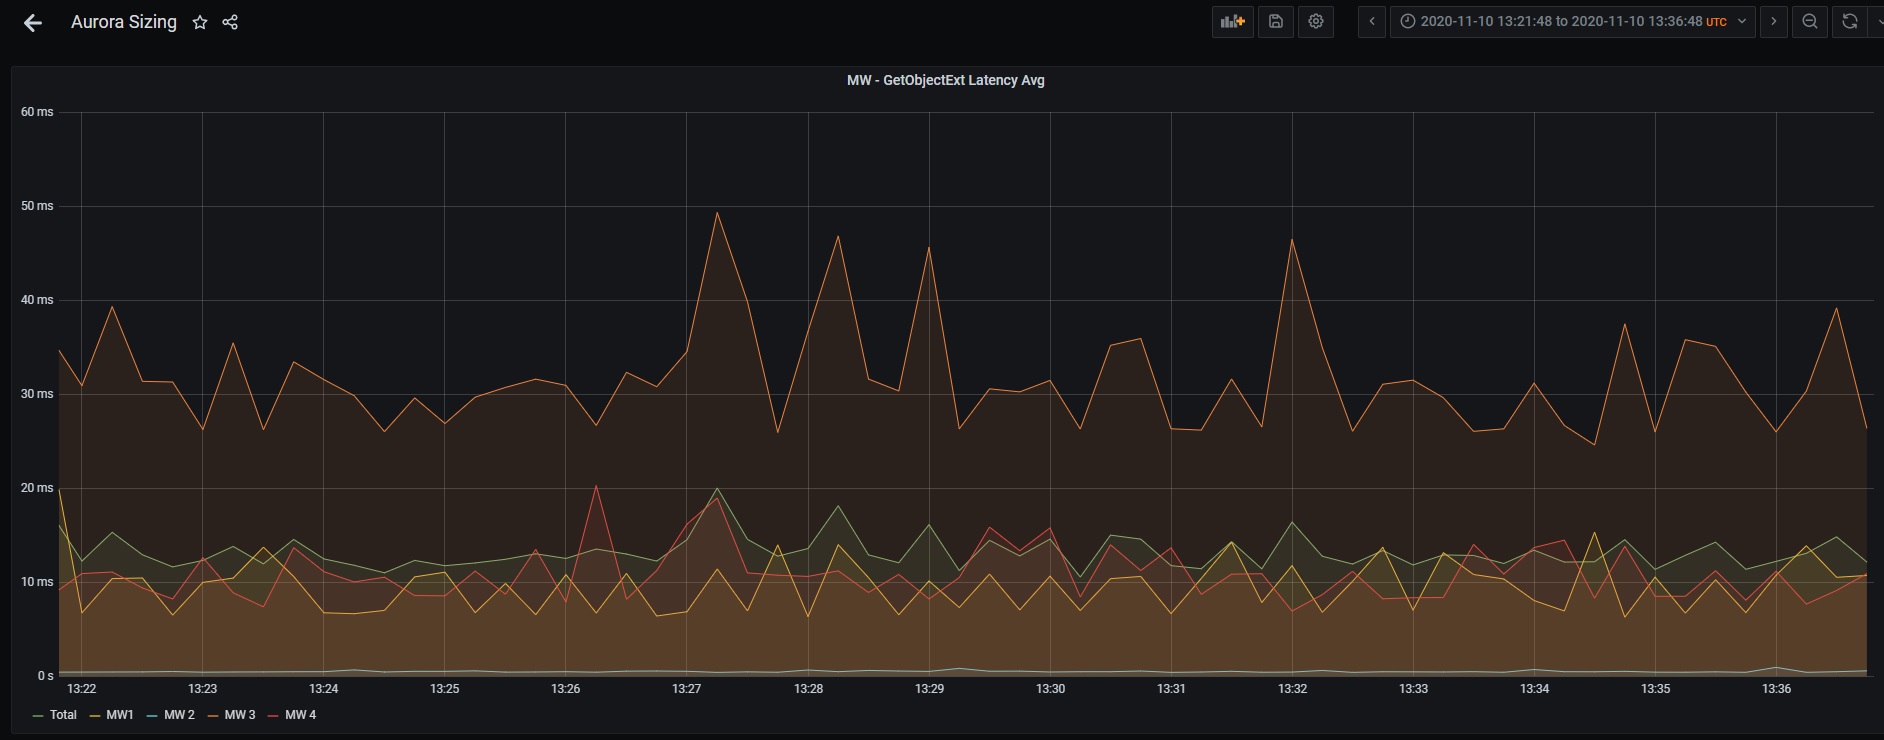 Aurora Sizing
2020-11-10 13:21:48 to 2020-11-10 13:36:48 UTC
MW - GetObjectExt Latency Avg
60 ms
50 ms
40 ms
30 ms
20 ms
10 ms
0 s
13:22 13:23 13:24 13:25 13:26 13:27 13:28 13:29 13:30 13:31 13:32 13:33 13:34 13:35 13:36
Total MW1 MW 2 MW 3 MW 4